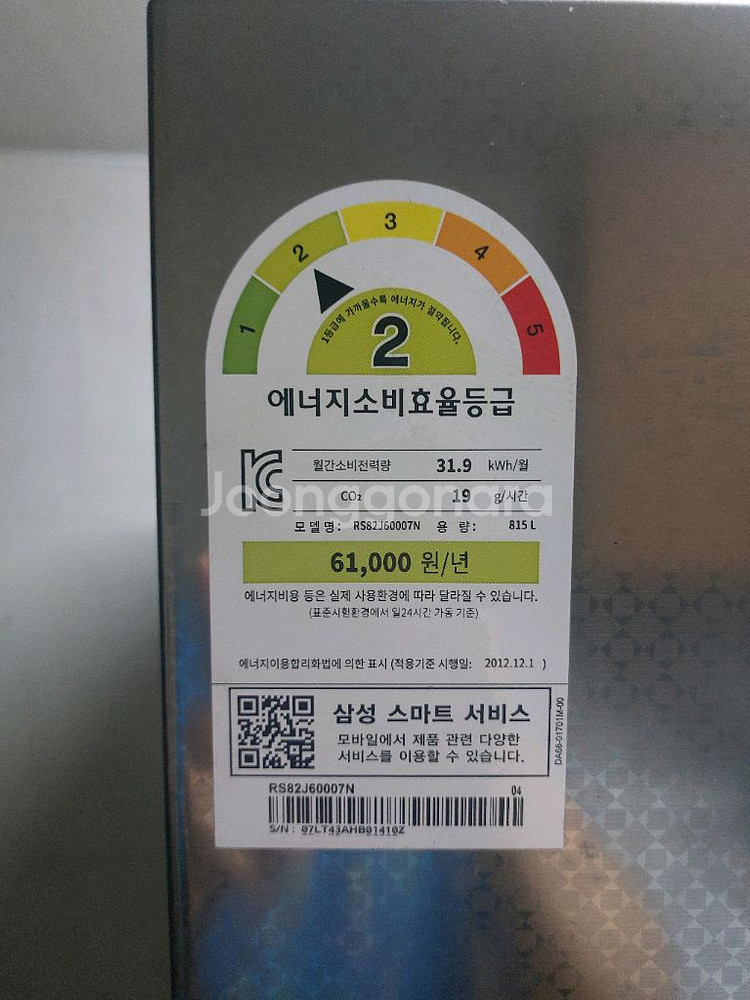 1
2
3
4
5
1등급에 가까울수록 에너지가 절약됩니다.
2
에너지소비효율등급
월간소비전력량 31.9 kWh/월
CO₂ 19 g/시간
Joonggonara
모델명: RS82J60007N 용 량: 815 L
61,000 원/년
에너지비용 등은 실제 사용환경에 따라 달라질 수 있습니다.
(표준시험환경에서 일24시간 가동 기준)
에너지이용합리화법에 의한 표시 (적용기준 시행일: 2012.12.1 )
삼성 스마트 서비스
모바일에서 제품 관련 다양한
서비스를 이용할 수 있습니다.
DA68-01701M-00
RS82J60007N 04
S/N : 07LT43AHB01410Z